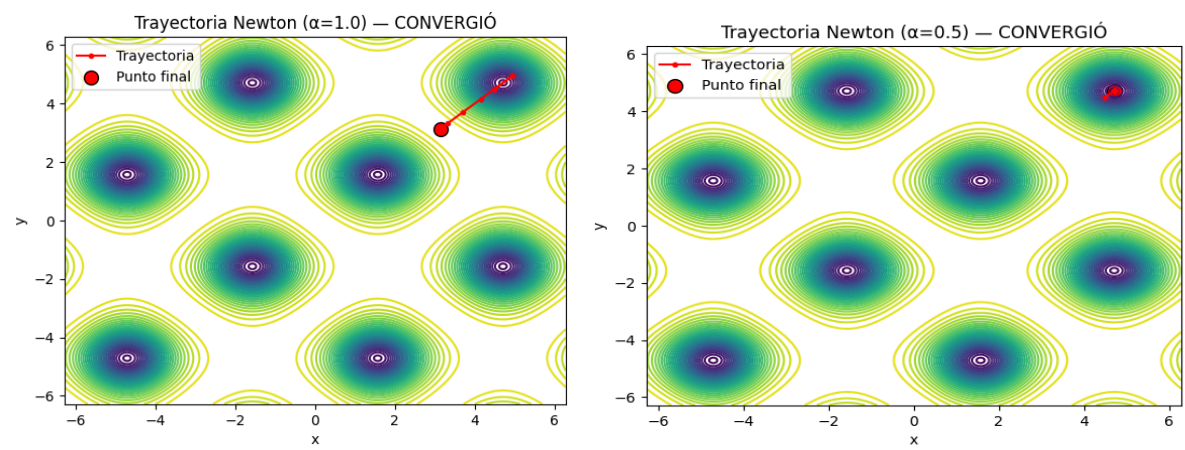 Trayectoria Newton (α=1.0) — CONVERGIÓ
Trayectoria
Punto final
6
4
2
0
−2
−4
−6
y
−6
−4
−2
0
2
4
6
x
Trayectoria Newton (α=0.5) — CONVERGIÓ
Trayectoria
Punto final
6
4
2
0
−2
−4
−6
y
−6
−4
−2
0
2
4
6
x